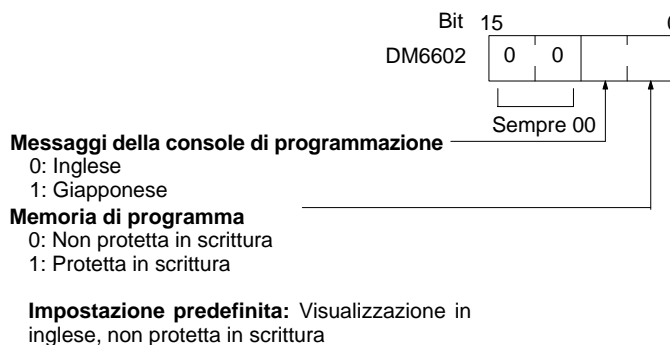 Bit 15
DM6602 0 0
Sempre 00
Messaggi della console di programmazione
0: Inglese
1: Giapponese
Memoria di programma
0: Non protetta in scrittura
1: Protetta in scrittura
Impostazione predefinita: Visualizzazione in
inglese, non protetta in scrittura